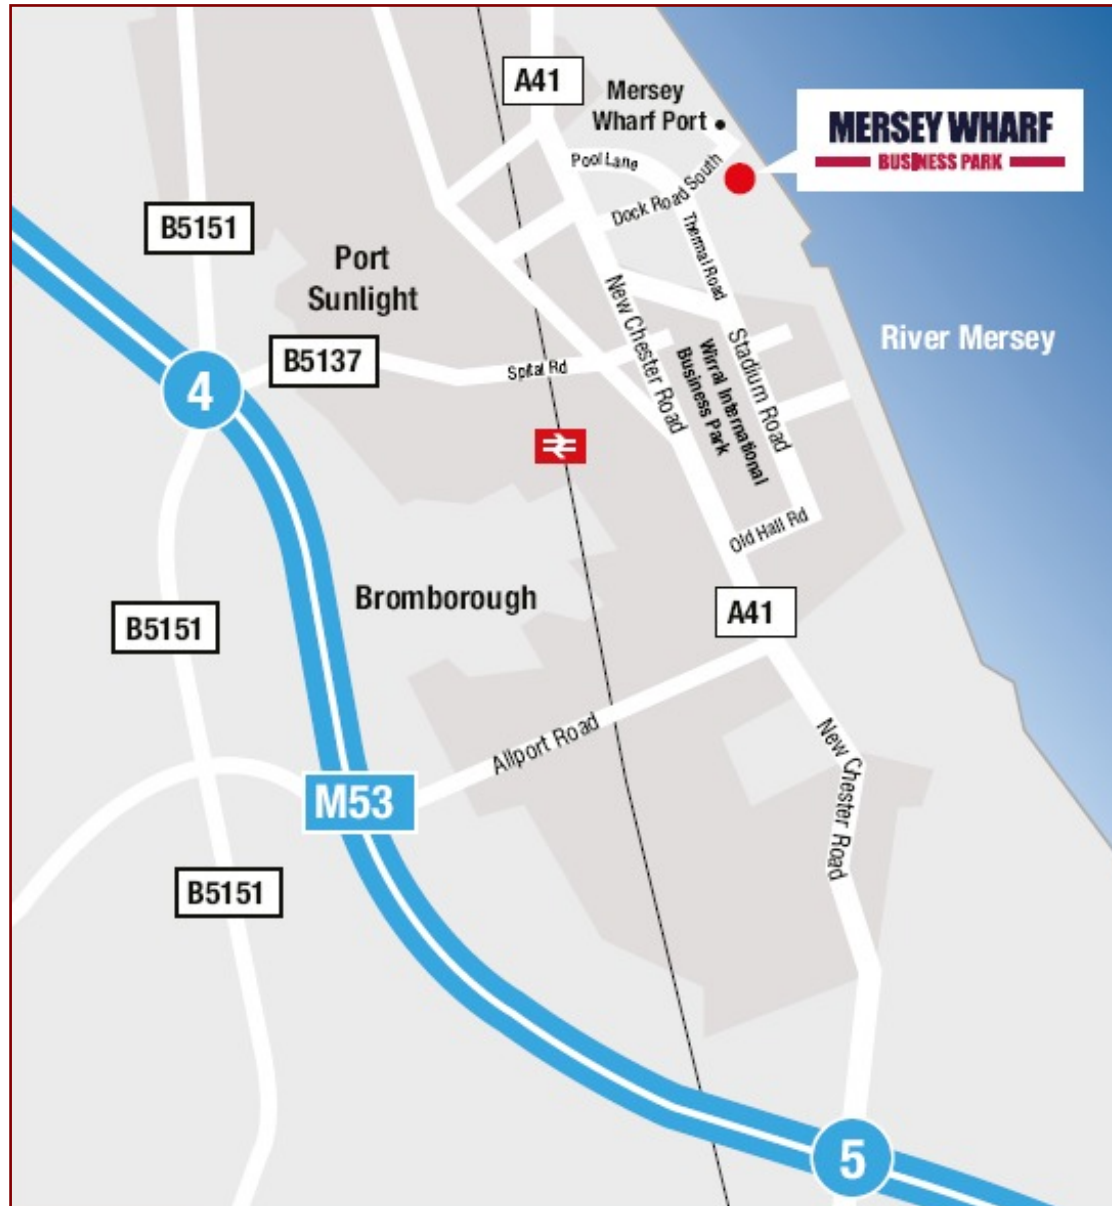 A41
Mersey
Wharf Port
MERSEY WHARF
BUSINESS PARK
Pool Lane
Dock Road South
B5151
Thermal Road
Port
Sunlight
New Chester Road
River Mersey
Stadium Road
Wirral International
Business Park
B5137
Spital Rd
4
Old Hall Rd
Bromborough
A41
B5151
Allport Road
New Chester Road
M53
B5151
5